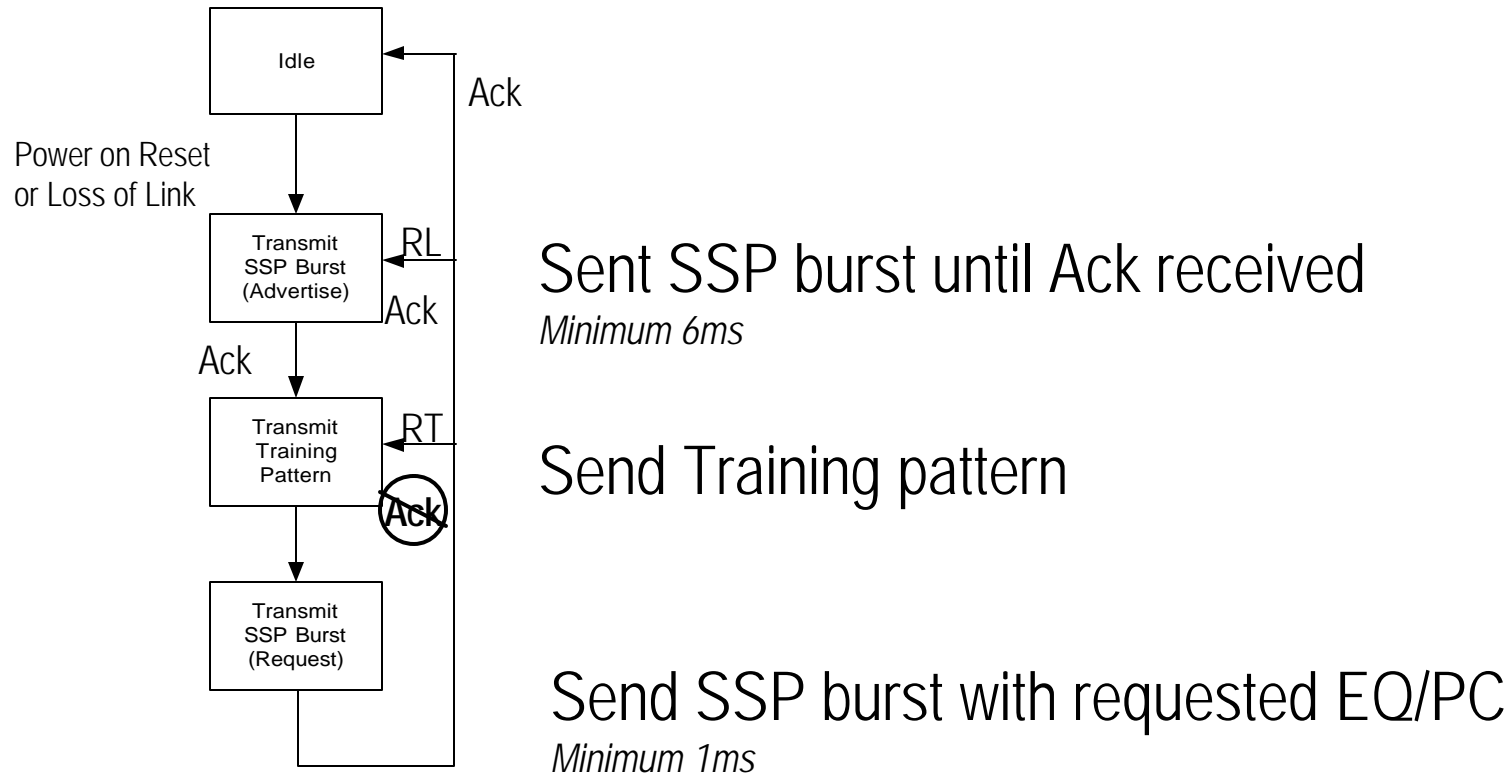 Idle
Ack
Power on Reset
or Loss of Link
Transmit
SSP Burst
(Advertise)
RL
Ack
Sent SSP burst until Ack received
Minimum 6ms
Ack
Transmit
Training
Pattern
RT
Ack
Send Training pattern
Transmit
SSP Burst
(Request)
Send SSP burst with requested EQ/PC
Minimum 1ms